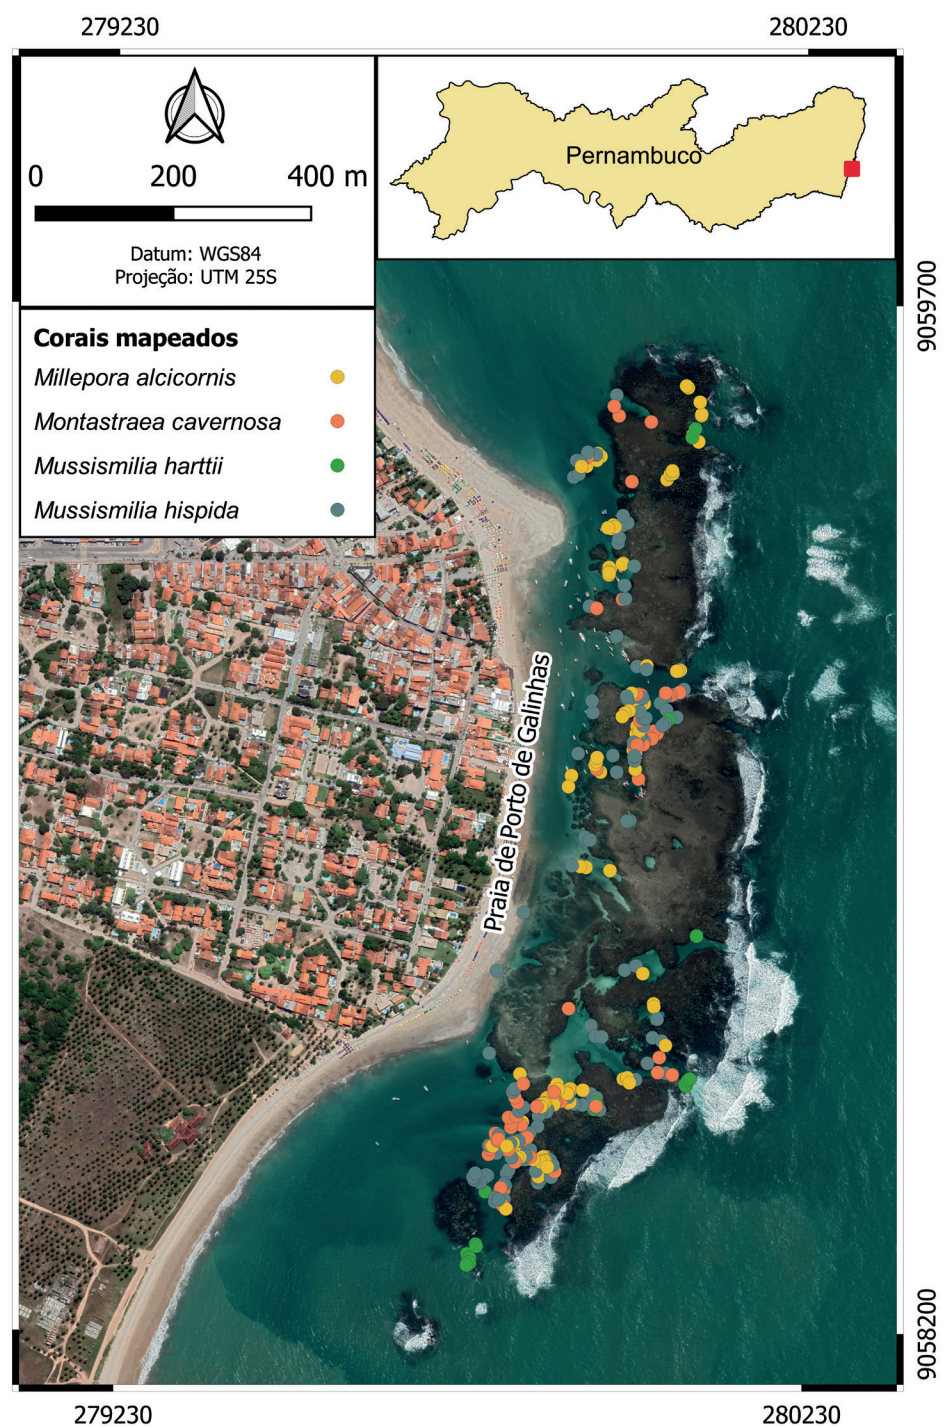 279230
280230
0
200
400 m
Datum: WGS84
Projeção: UTM 25S
Pernambuco
9059700
Corais mapeados
Millepora alcicornis
Montastraea cavernosa
Mussismilia harttii
Mussismilia hispida
Praia de Porto de Galinhas
9058200
279230
280230